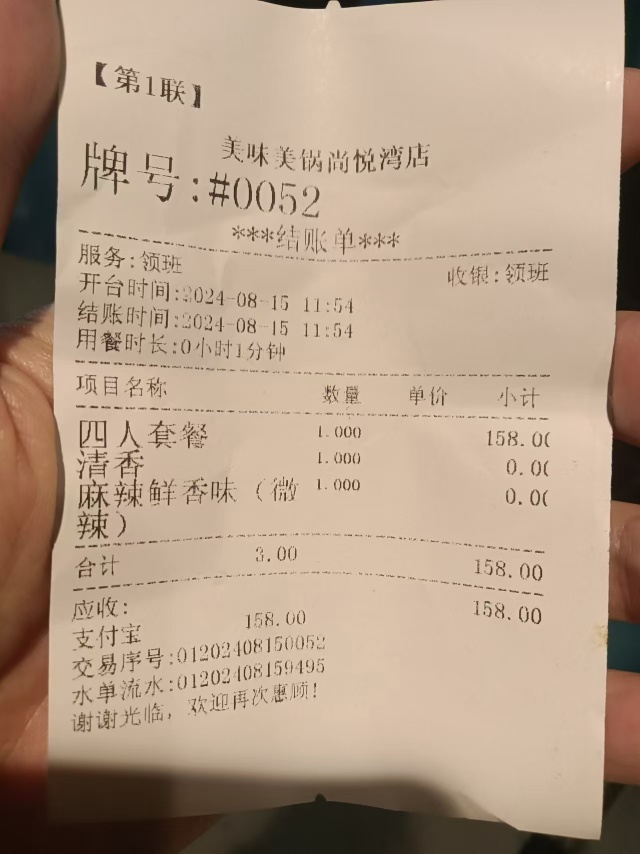 【第1联】
美味美锅尚悦湾店
牌号:#0052
***结账单***
服务:领班 收银:领班
开台时间:2024-08-15 11:54
结账时间:2024-08-15 11:54
用餐时长:0小时1分钟
项目名称 数量 单价 小计
四人套餐 1.000 158.00
清香 1.000 0.00
麻辣鲜香味（微 1.000 0.00
辣）
合计 3.00 158.00
应收: 158.00
支付宝 158.00
交易序号:01202408150052
水单流水:01202408159495
谢谢光临，欢迎再次惠顾!